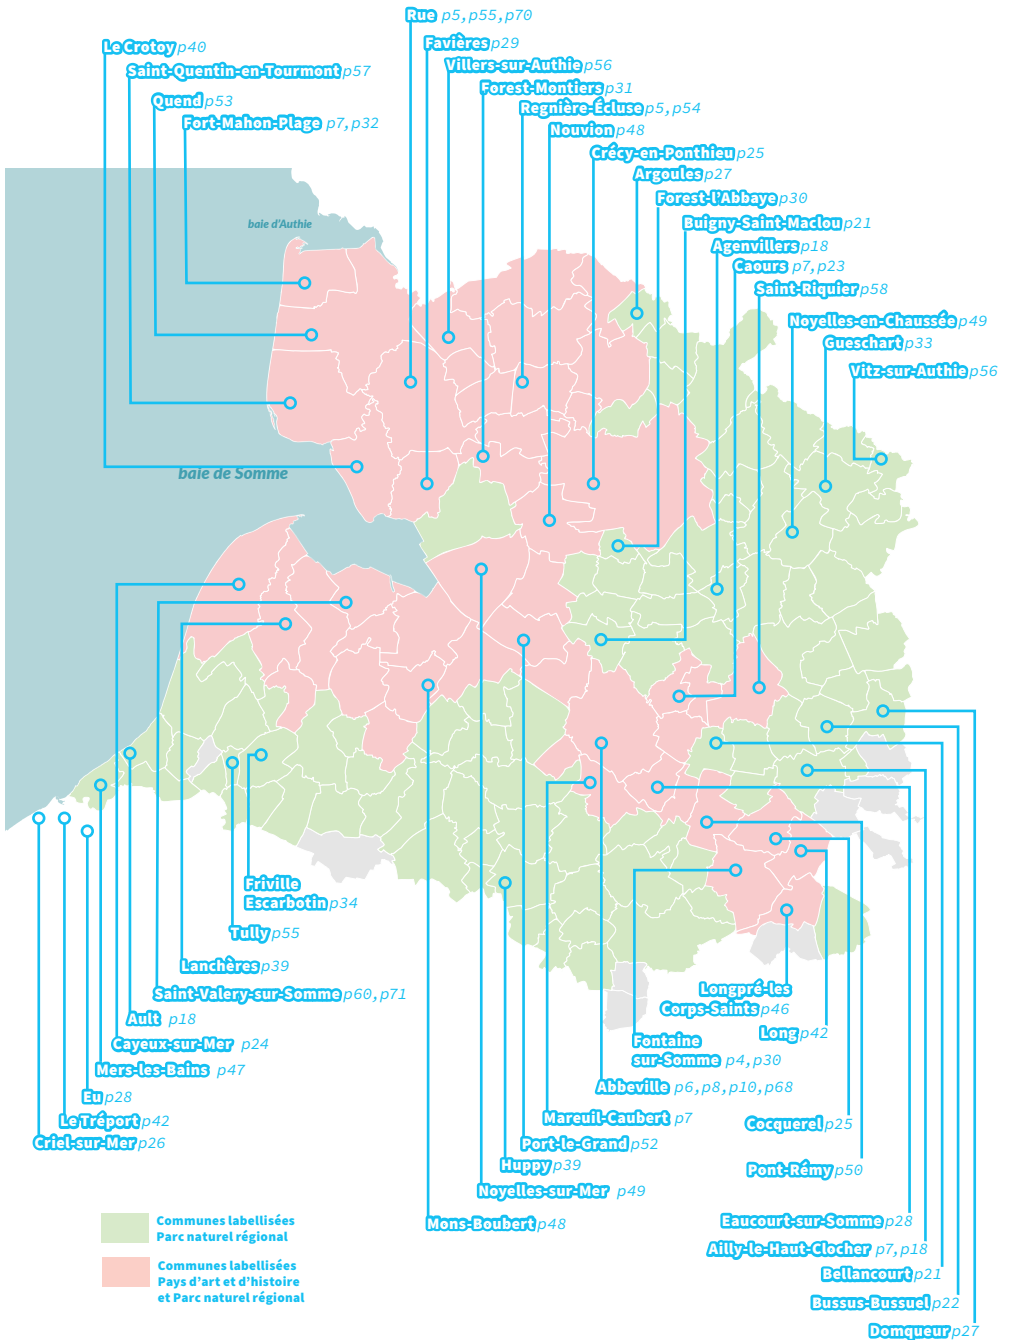 Rue p5,p55,p70
Le Crotoy p40
Favières p29
Saint-Quentin-en-Tourmont p57
Villers-sur-Authie p56
Forest-Montiers p31
Quend p53
Regnière-Écluse p5,p54
Fort-Mahon-Plage p7,p32
Nouvion p48
Crécy-en-Ponthieu p25
Argoules p27
Forest-l'Abbaye p30
Buigny-Saint-Maclou p21
baie d'Authie
Agenvillers p18
Caours p7,p23
Saint-Riquier p58
Noyelles-en-Chaussée p49
Gueschart p33
Vitz-sur-Authie p56
baie de Somme
Friville
Escarbotin p34
Tully p55
Lanchères p39
Saint-Valery-sur-Somme p60,p71
Ault p18
Cayeux-sur-Mer p24
Mers-les-Bains p47
Eu p28
Le Tréport p42
Criel-sur-Mer p26
Longpré-les
Corps-Saints p46
Long p42
Fontaine
sur-Somme p4,p30
Abbeville p6,p8,p10,p68
Mareuil-Caubert p7
Cocquerel p25
Port-le-Grand p52
Huppy p39
Pont-Rémy p50
Noyelles-sur-Mer p49
Mons-Boubert p48
Eaucourt-sur-Somme p28
Ailly-le-Haut-Clocher p7,p18
Bellancourt p21
Bussus-Bussuel p22
Domqueur p27
Communes labellisées
Parc naturel régional
Communes labellisées
Pays d'art et d'histoire
et Parc naturel régional